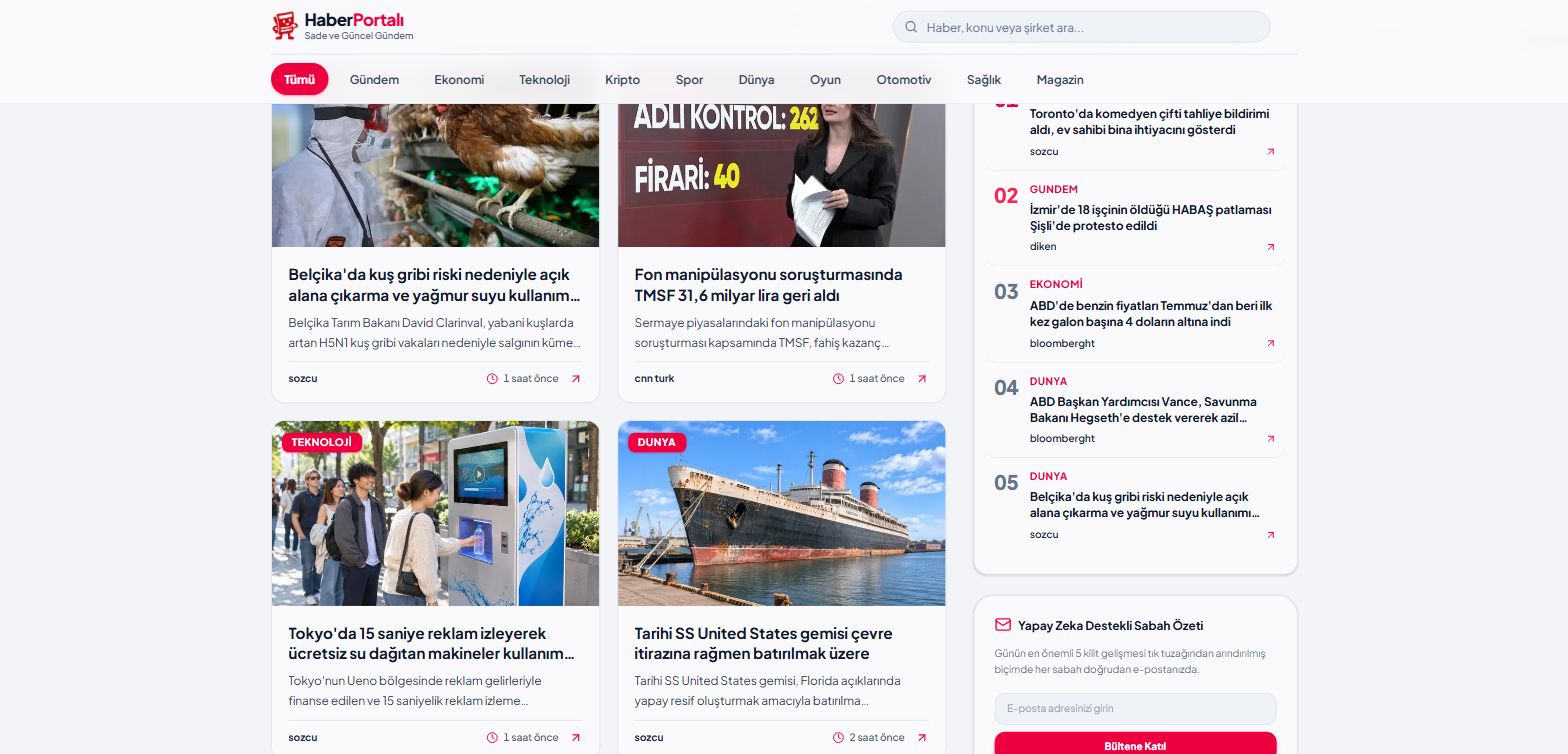 HaberPortalı
Sade ve Güncel Gündem
Haber, konu veya şirket ara...
Tümü
Gündem
Ekonomi
Teknoloji
Kripto
Spor
Dünya
Oyun
Otomotiv
Sağlık
Magazin
ADLİ KONTROL: 262
FİRARİ: 40
Belçika'da kuş gribi riski nedeniyle açık
alana çıkarma ve yağmur suyu kullanım...
Belçika Tarım Bakanı David Clarinval, yabani kuşlarda
artan H5N1 kuş gribi vakaları nedeniyle salgının küme...
sozcu
1 saat önce
Fon manipülasyonu soruşturmasında
TMSF 31,6 milyar lira geri aldı
Sermaye piyasalarındaki fon manipülasyonu
soruşturması kapsamında TMSF, fahiş kazanç...
cnn turk
1 saat önce
TEKNOLOJİ
Tokyo'da 15 saniye reklam izleyerek
ücretsiz su dağıtan makineler kullanım...
Tokyo'nun Ueno bölgesinde reklam gelirleriyle
finanse edilen ve 15 saniyelik reklam izleme...
sozcu
1 saat önce
DUNYA
Tarihi SS United States gemisi çevre
itirazına rağmen batırılmak üzere
Tarihi SS United States gemisi, Florida açıklarında
yapay resif oluşturmak amacıyla batırılma...
sozcu
2 saat önce
Toronto'da komedyen çifti tahliye bildirimi
aldı, ev sahibi bina ihtiyacını gösterdi
sozcu
02
GUNDEM
İzmir'de 18 işçinin öldüğü HABAŞ patlaması
Şişli'de protesto edildi
diken
03
EKONOMİ
ABD'de benzin fiyatları Temmuz'dan beri ilk
kez galon başına 4 doların altına indi
bloomberght
04
DUNYA
ABD Başkan Yardımcısı Vance, Savunma
Bakanı Hegseth'e destek vererek azil...
bloomberght
05
DUNYA
Belçika'da kuş gribi riski nedeniyle açık
alana çıkarma ve yağmur suyu kullanımı...
sozcu
Yapay Zeka Destekli Sabah Özeti
Günün en önemli 5 kilit gelişmesi tık tuzağından arındırılmış
biçimde her sabah doğrudan e-postanızda.
E-posta adresinizi girin
Bültene Katıl